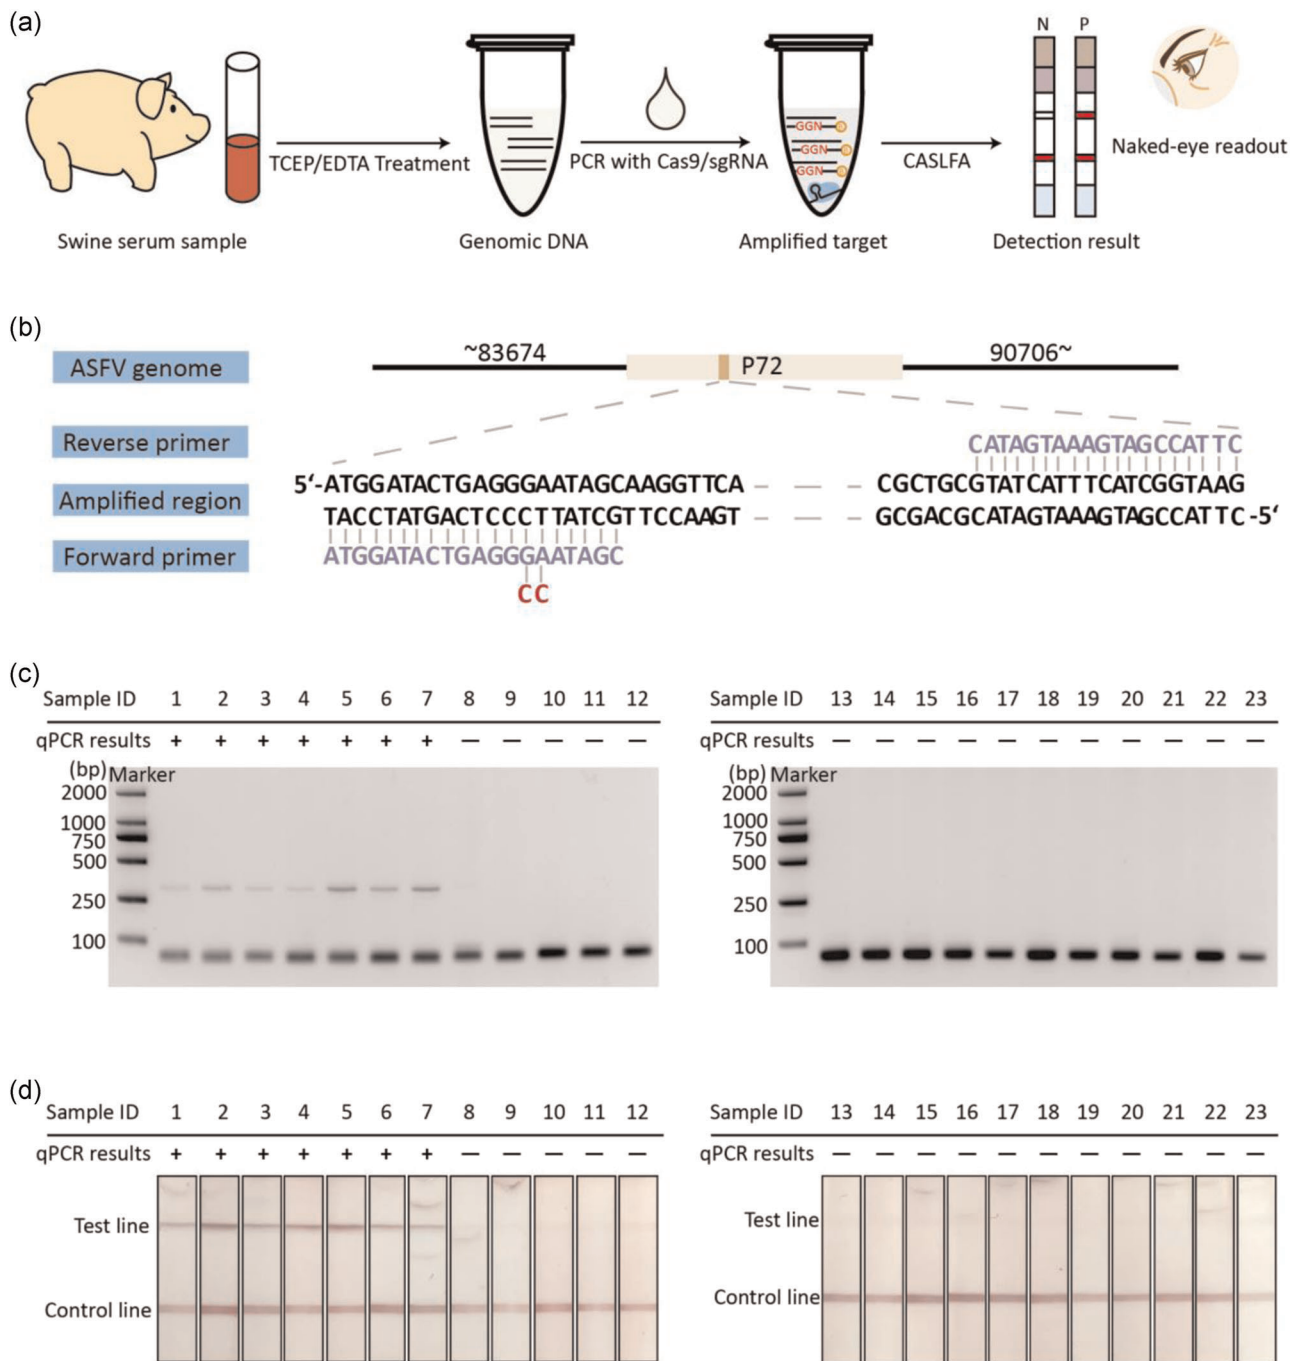 (a)
N P
GGN
GGN
GGN
TCEP/EDTA Treatment
PCR with Cas9/sgRNA
CASLFA
Naked-eye readout
Swine serum sample
Genomic DNA
Amplified target
Detection result
(b)
ASFV genome
~83674
P72
90706~
Reverse primer
CATAGTAAAGTAGCCATTC
Amplified region
5‘-ATGGATACTGAGGGAATAGCAAGGTTCA — — — CGCTGCGTATCATTTCATCGGTAAG
TACCTATGACTCCCTTATCGTTCCAAGT — — — GCGACGCATAGTAAAGTAGCCATTC-5‘
Forward primer
ATGGATACTGAGGGAATAGC
CC
(c)
Sample ID 1 2 3 4 5 6 7 8 9 10 11 12
qPCR results + + + + + + + — — — — —
(bp) Marker
2000
1000
750
500
250
100
Sample ID 13 14 15 16 17 18 19 20 21 22 23
qPCR results — — — — — — — — — — —
(bp) Marker
2000
1000
750
500
250
100
(d)
Sample ID 1 2 3 4 5 6 7 8 9 10 11 12
qPCR results + + + + + + + — — — — —
Test line
Control line
Sample ID 13 14 15 16 17 18 19 20 21 22 23
qPCR results — — — — — — — — — — —
Test line
Control line